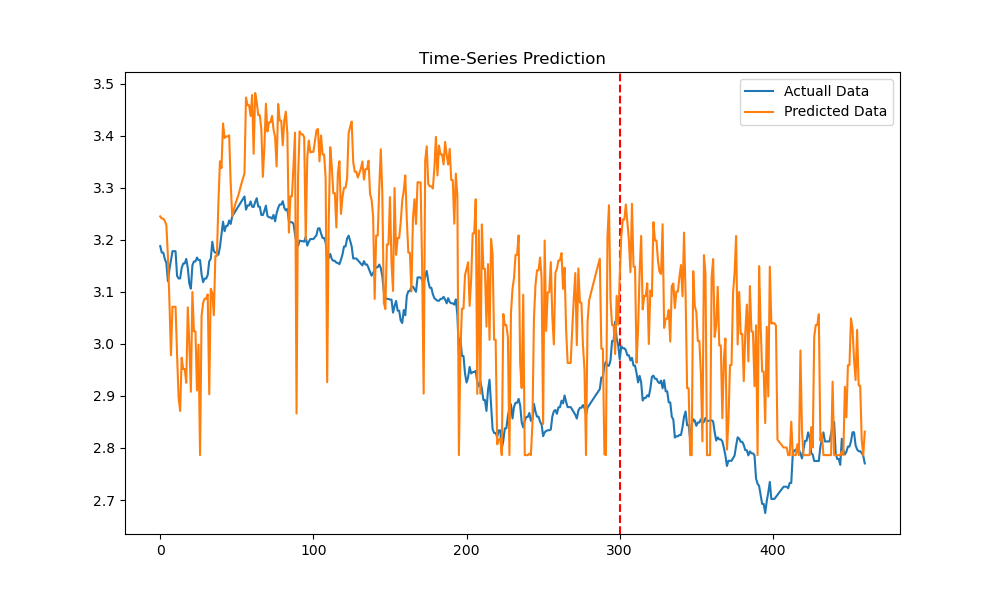 Time-Series Prediction
3.5
3.4
3.3
3.2
3.1
3.0
2.9
2.8
2.7
Actuall Data
Predicted Data
0 100 200 300 400